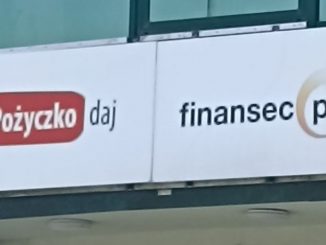 Pożyczko daj
finansec p